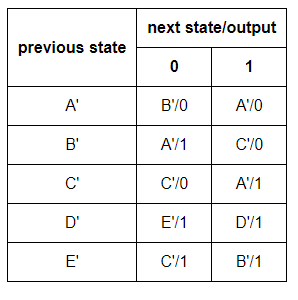 previous state next state/output
0 1
A' B'/0 A'/0
B' A'/1 C'/0
C' C'/0 A'/1
D' E'/1 D'/1
E' C'/1 B'/1